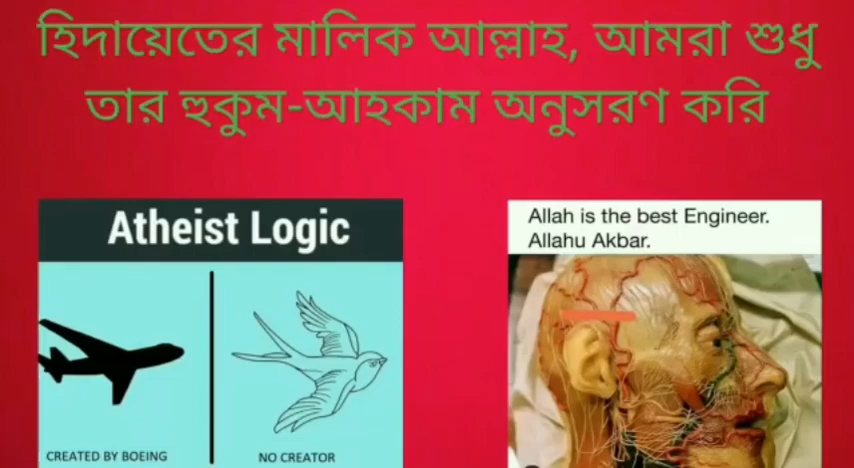 হিদায়েতের মালিক আল্লাহ, আমরা শুধু
তার হুকুম-আহকাম অনুসরণ করি
Atheist Logic
CREATED BY BOEING
NO CREATOR
Allah is the best Engineer.
Allahu Akbar.